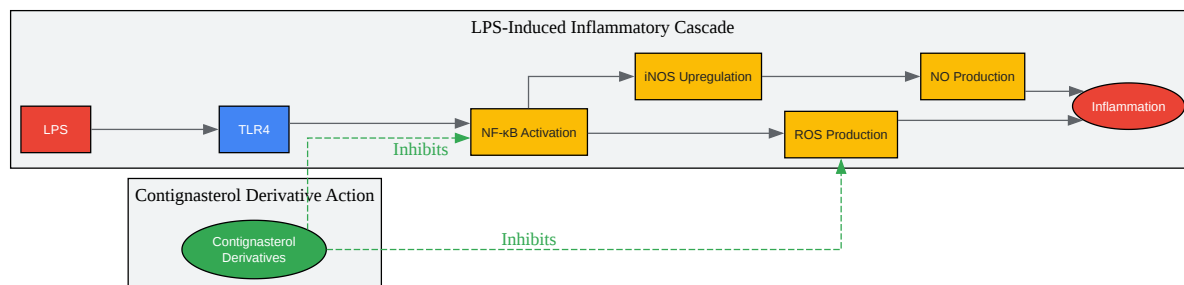 LPS-Induced Inflammatory Cascade
iNOS Upregulation
NO Production
LPS
TLR4
NF-κB Activation
ROS Production
Inflammation
Inhibits
Contignasterol Derivative Action
Contignasterol
Derivatives
Inhibits